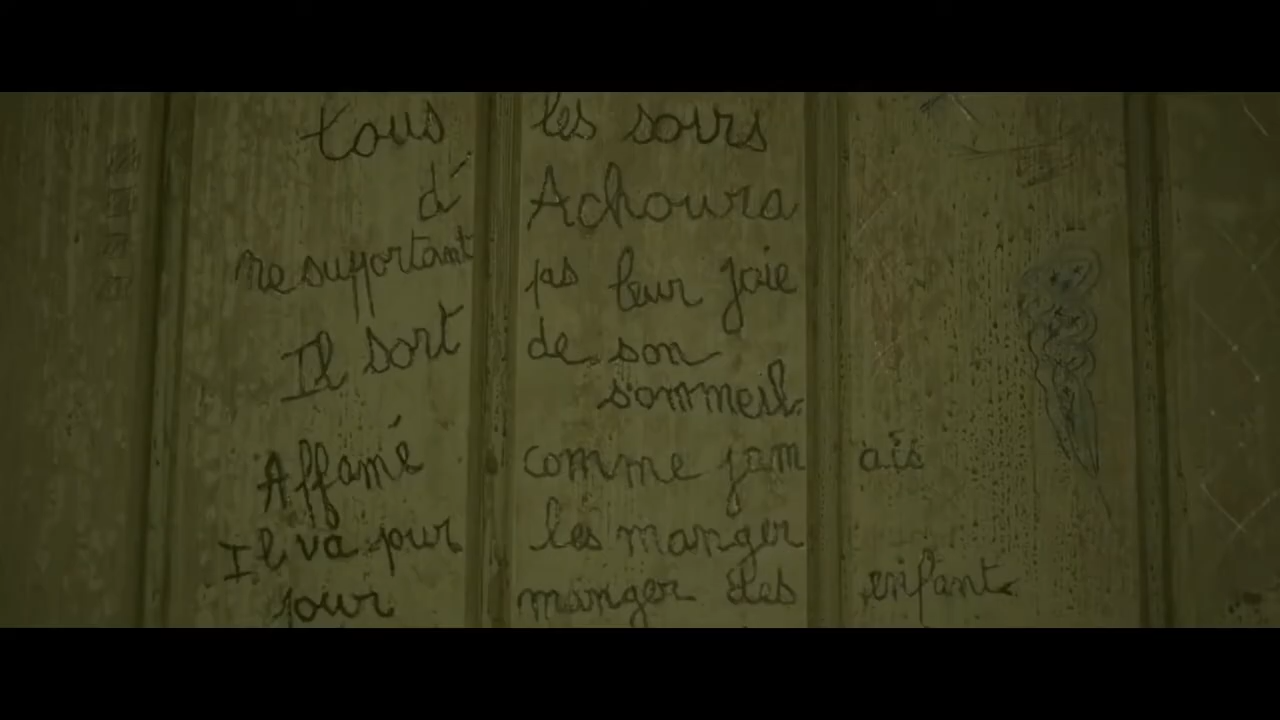 tous les soirs
d' Achoura
ne supportant pas leur joie
Il sort de son
sommeil.
Affamé comme jam ais
Il va pour les manger
pour manger des enfants